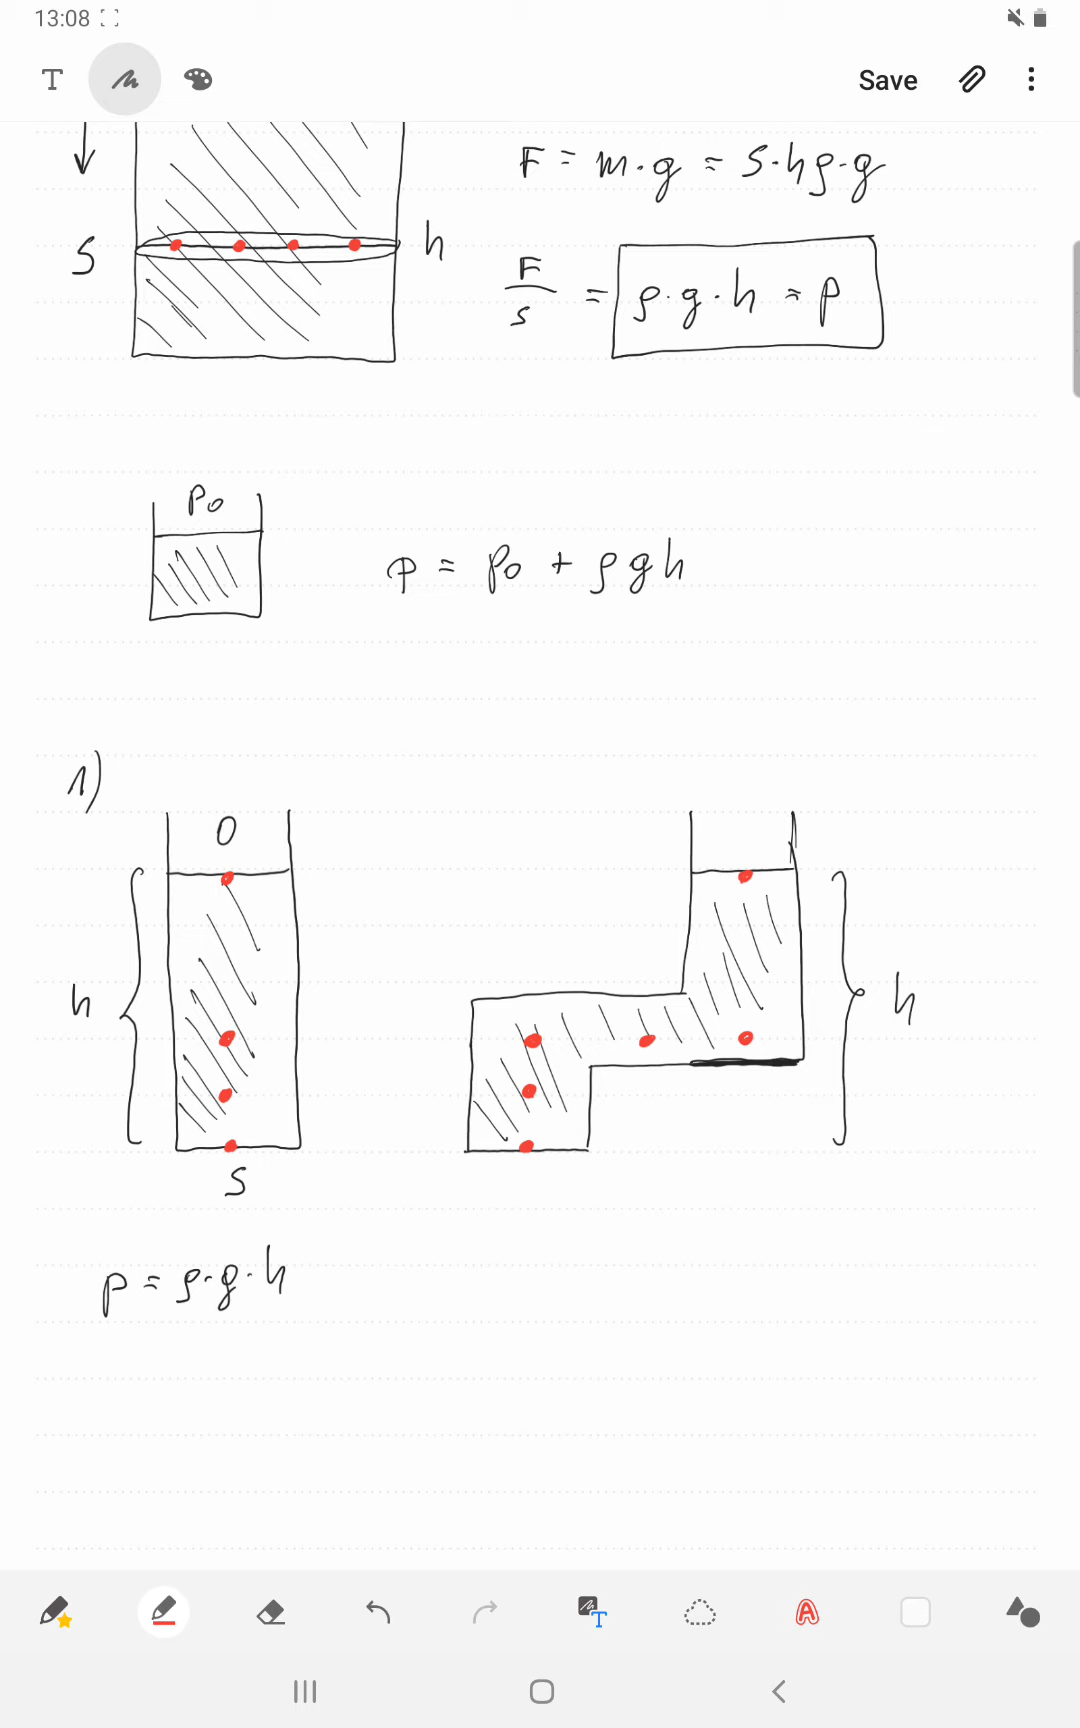 13:08
T
Save
F = m·g = S·hρ·g
S
h
F/S = ρ·g·h = p
p₀
p = p₀ + ρgh
1)
0
h
h
S
p = ρ·g·h
T
A